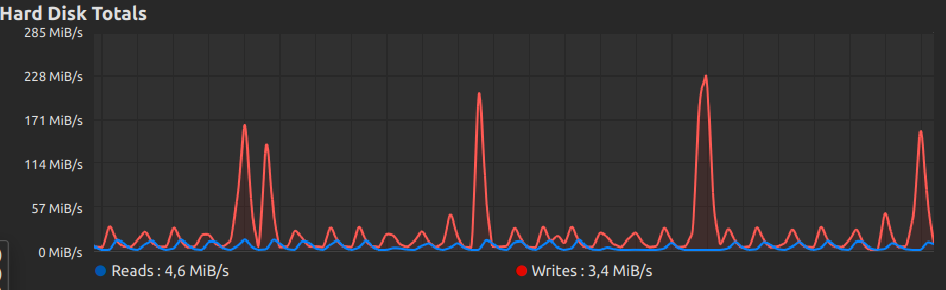 Hard Disk Totals
285 MiB/s
228 MiB/s
171 MiB/s
114 MiB/s
57 MiB/s
0 MiB/s
Reads : 4,6 MiB/s Writes : 3,4 MiB/s